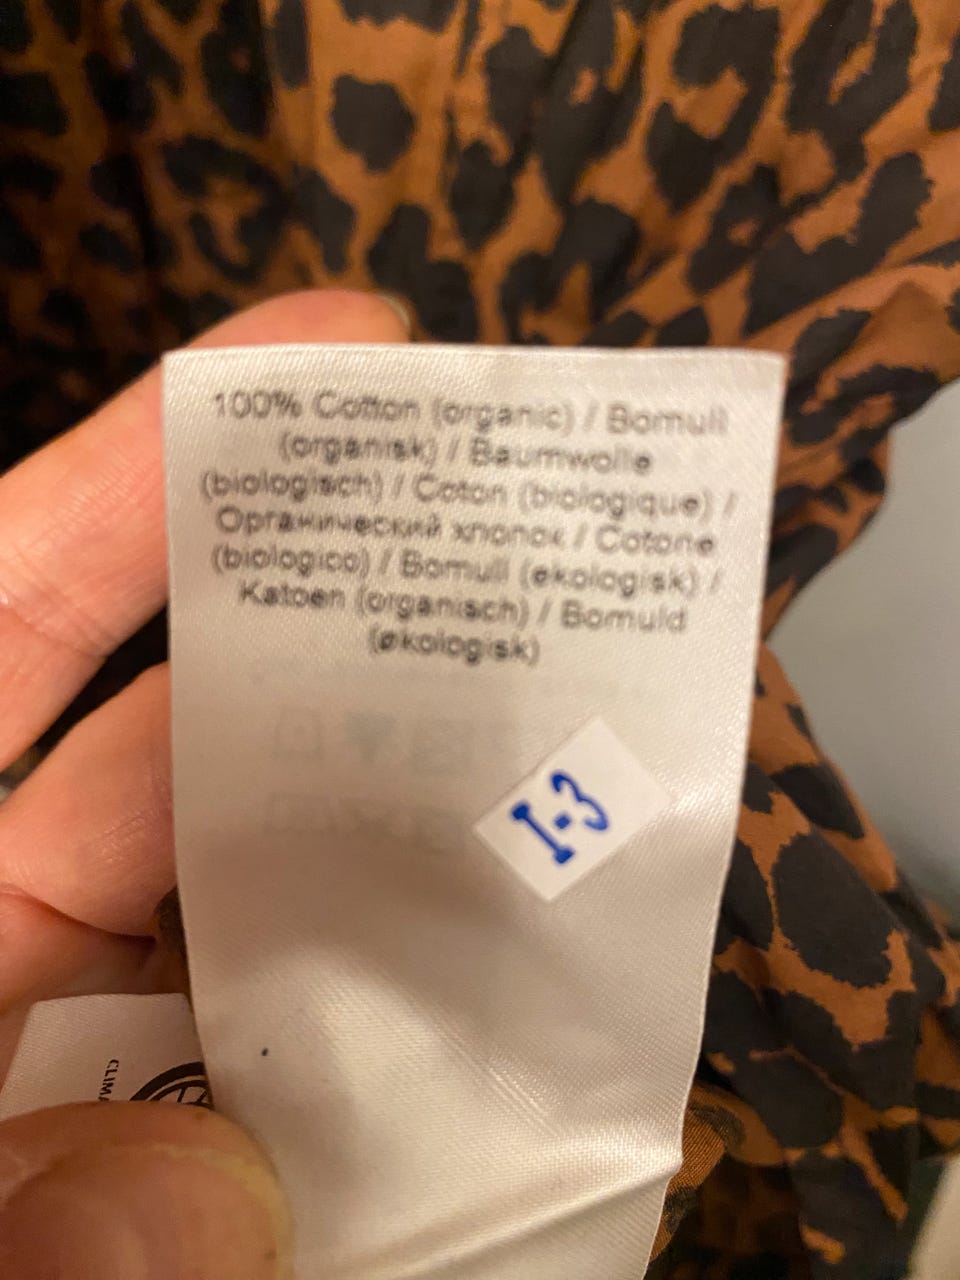 100% Cotton (organic) / Bomull
(organisk) / Baumwolle
(biologisch) / Coton (biologique) /
Органический хлопок / Cotone
(biologico) / Bomull (økologisk) /
Katoen (organisch) / Bomuld
(økologisk)
I-3
CLIMA